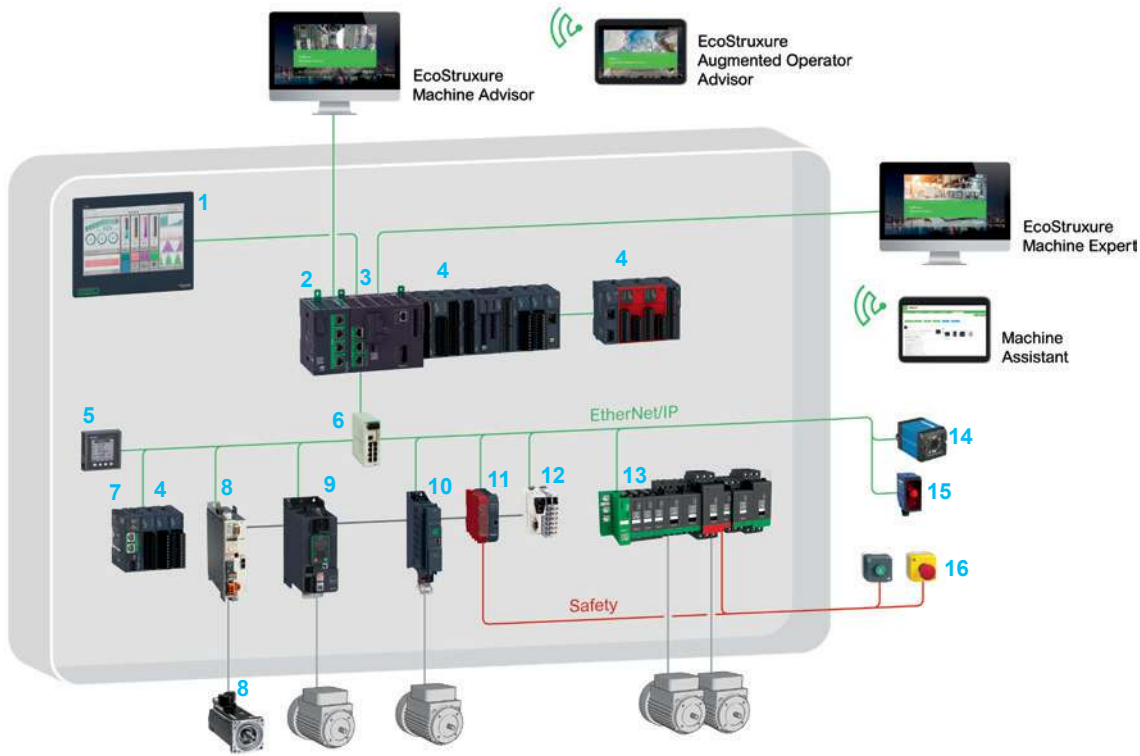 EcoStruxure
Machine Advisor
EcoStruxure
Augmented Operator
Advisor
EcoStruxure
Machine Expert
Machine
Assistant
1
2
3
4
4
5
6
EtherNet/IP
7
4
8
9
10
11
12
13
14
15
16
Safety
8